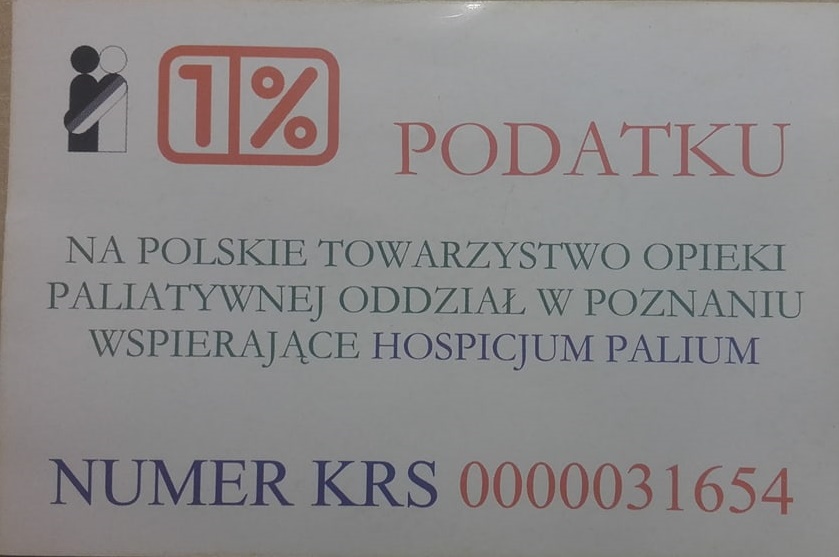 1%
PODATKU
NA POLSKIE TOWARZYSTWO OPIEKI
PALIATYWNEJ ODDZIAŁ W POZNANIU
WSPIERAJĄCE HOSPICJUM PALIUM
NUMER KRS 0000031654